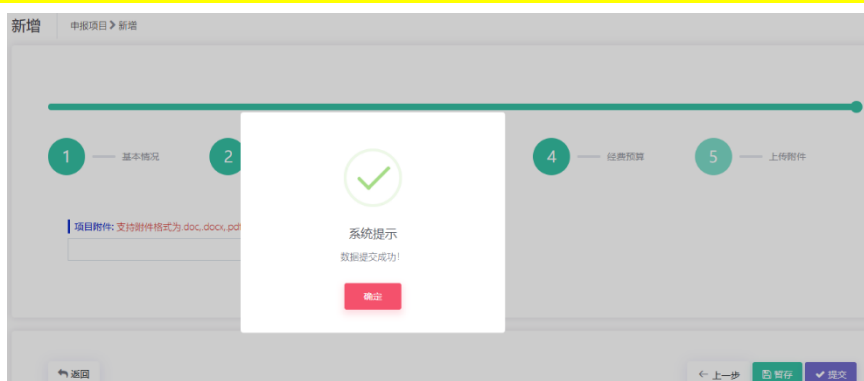 新增 申报项目 > 新增
1 基本情况 2 4 经费预算 5 上传附件
项目附件: 支持附件格式为:doc,.docx,.pdf
系统提示
数据提交成功!
确定
返回 上一步 暂存 提交